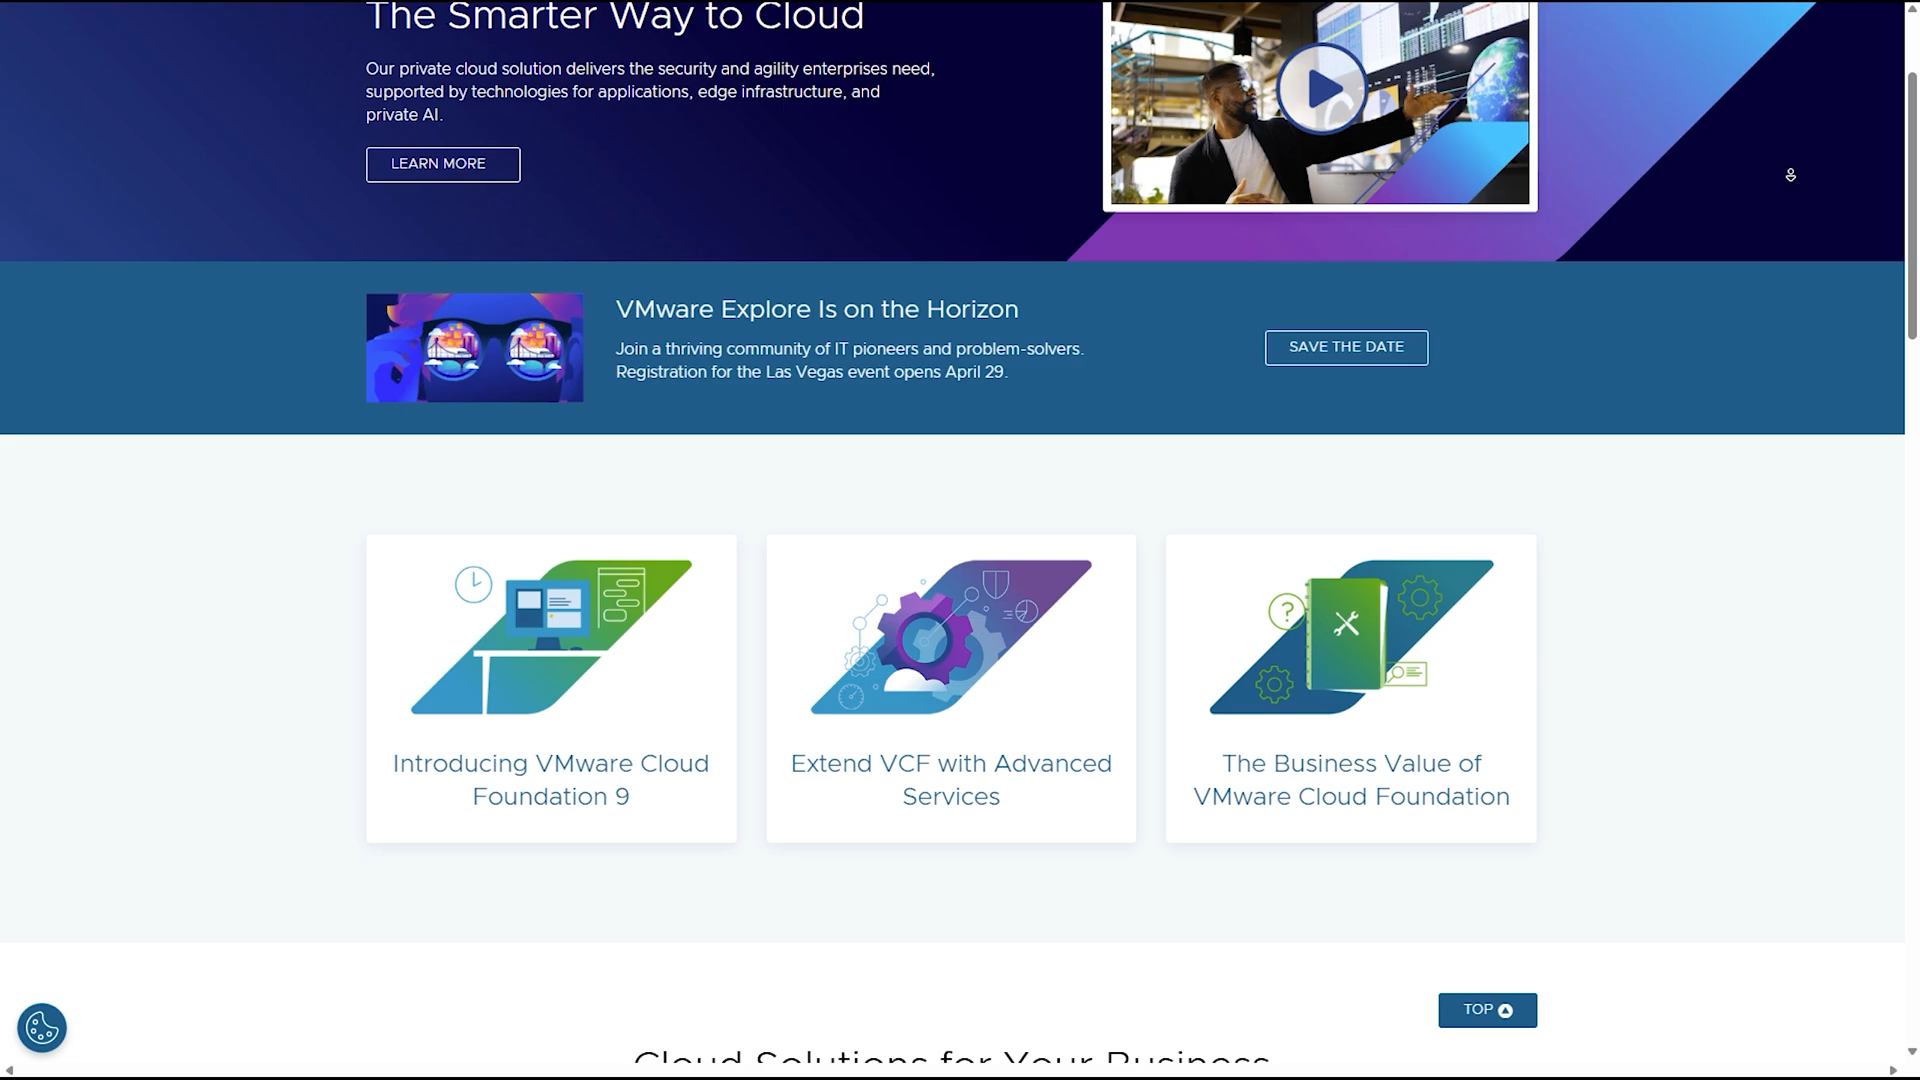 The Smarter Way to Cloud
Our private cloud solution delivers the security and agility enterprises need,
supported by technologies for applications, edge infrastructure, and
private AI.
LEARN MORE
VMware Explore Is on the Horizon
Join a thriving community of IT pioneers and problem-solvers.
Registration for the Las Vegas event opens April 29.
SAVE THE DATE
?
Introducing VMware Cloud
Foundation 9
Extend VCF with Advanced
Services
The Business Value of
VMware Cloud Foundation
TOP
Cloud Solutions for Your Business